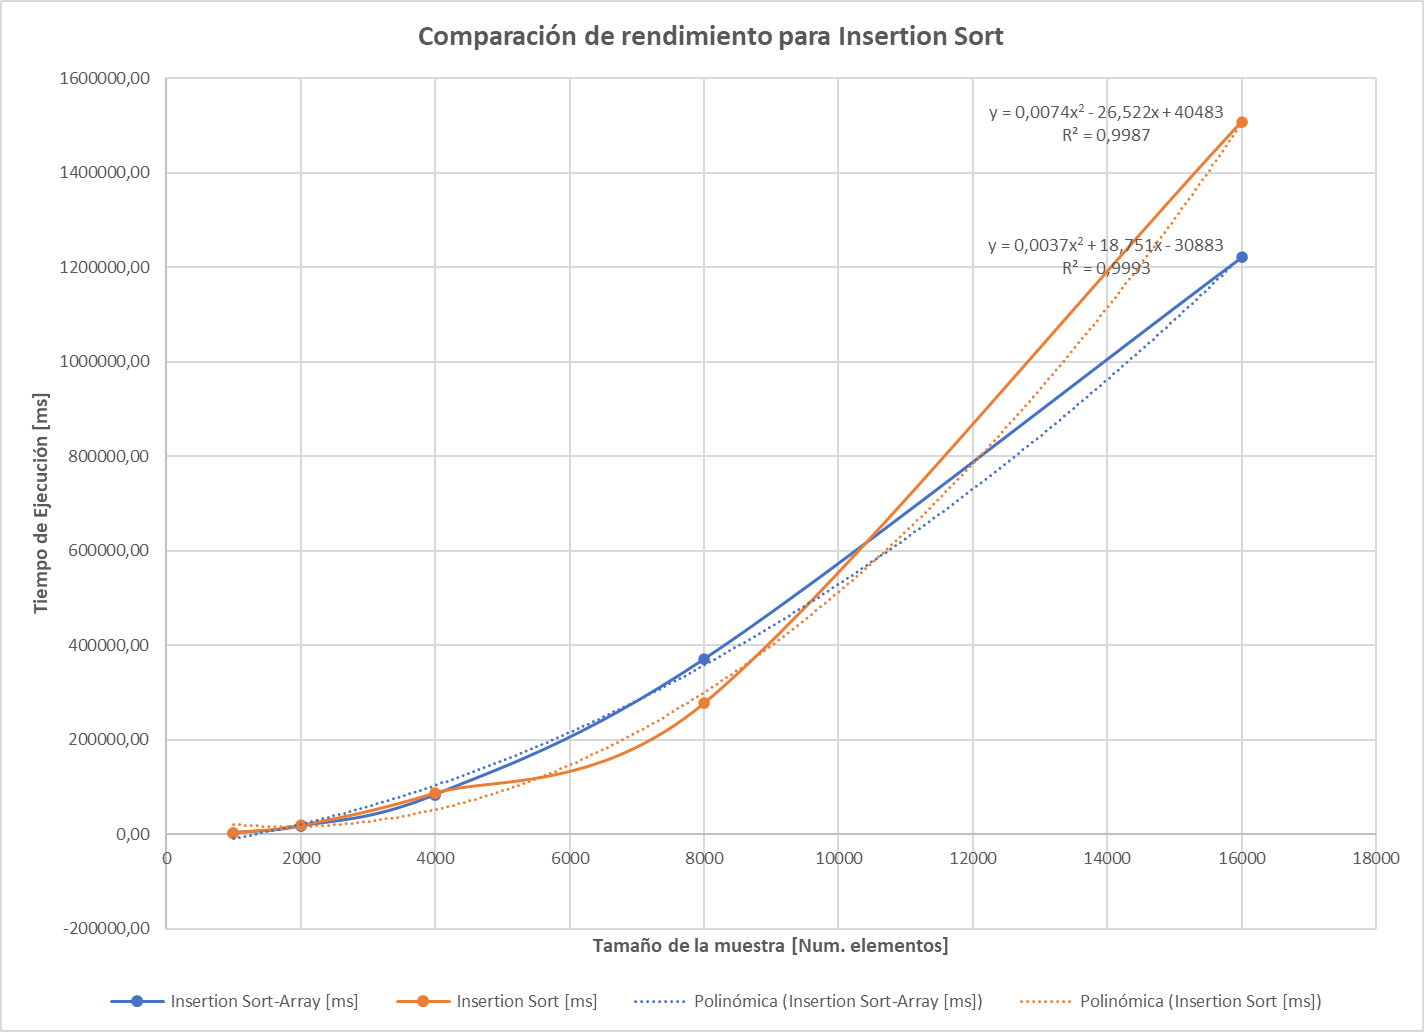 Comparación de rendimiento para Insertion Sort
1600000,00
1400000,00
1200000,00
1000000,00
800000,00
600000,00
400000,00
200000,00
0,00
-200000,00
Tiempo de Ejecución [ms]
y = 0,0074x² - 26,522x + 40483
R² = 0,9987
y = 0,0037x² + 18,751x - 30883
R² = 0,9993
0 2000 4000 6000 8000 10000 12000 14000 16000 18000
Tamaño de la muestra [Num. elementos]
Insertion Sort-Array [ms] Insertion Sort [ms] Polinómica (Insertion Sort-Array [ms]) Polinómica (Insertion Sort [ms])